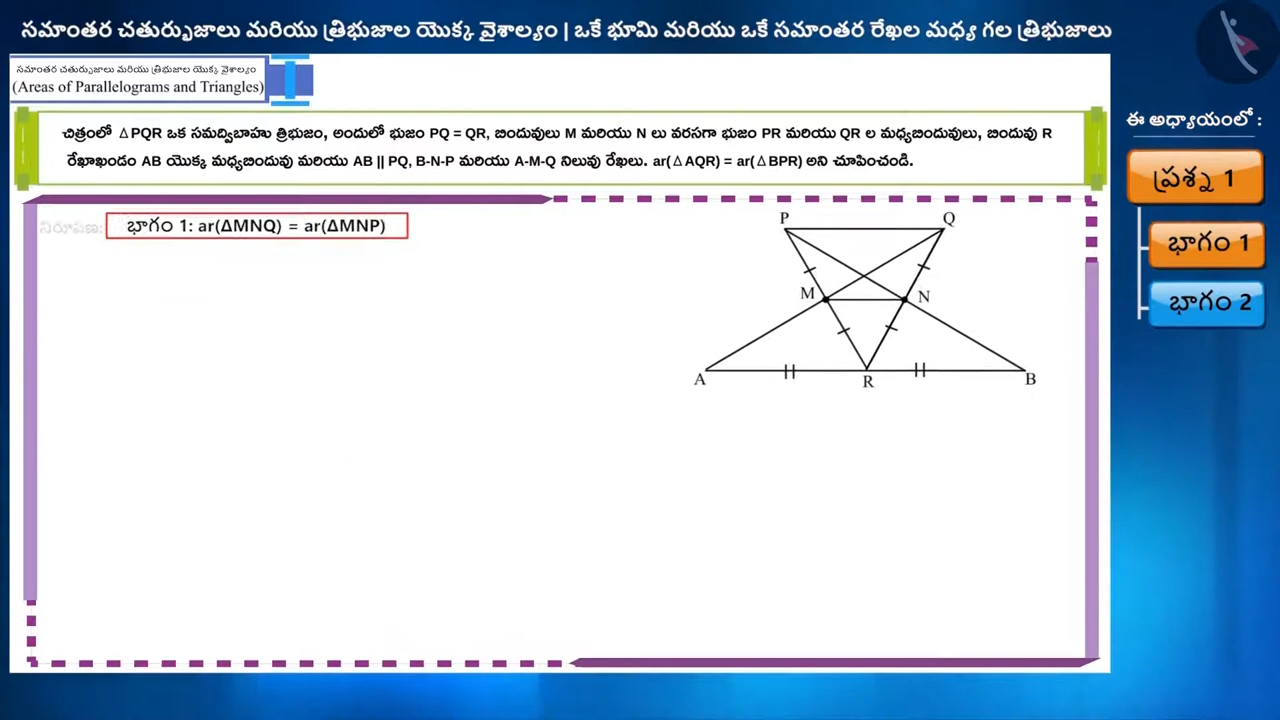 సమాంతర చతుర్భుజాలు మరియు త్రిభుజాల యొక్క వైశాల్యం | ఒకే భూమి మరియు ఒకే సమాంతర రేఖల మధ్య గల త్రిభుజాలు
సమాంతర చతుర్భుజాలు మరియు త్రిభుజాల యొక్క వైశాల్యం
(Areas of Parallelograms and Triangles)
చిత్రంలో △PQR ఒక సమద్విబాహు త్రిభుజం, అందులో భుజం PQ = QR, బిందువులు M మరియు N లు వరసగా భుజం PR మరియు QR ల మధ్యబిందువులు, బిందువు R
రేఖాఖండం AB యొక్క మధ్యబిందువు మరియు AB || PQ, B-N-P మరియు A-M-Q నిలువు రేఖలు. ar(△AQR) = ar(△BPR) అని చూపించండి.
ఈ అధ్యాయంలో :
ప్రశ్న 1
భాగం 1
భాగం 2
నిరూపణ:
భాగం 1: ar(ΔMNQ) = ar(ΔMNP)
P
Q
M
N
A
R
B